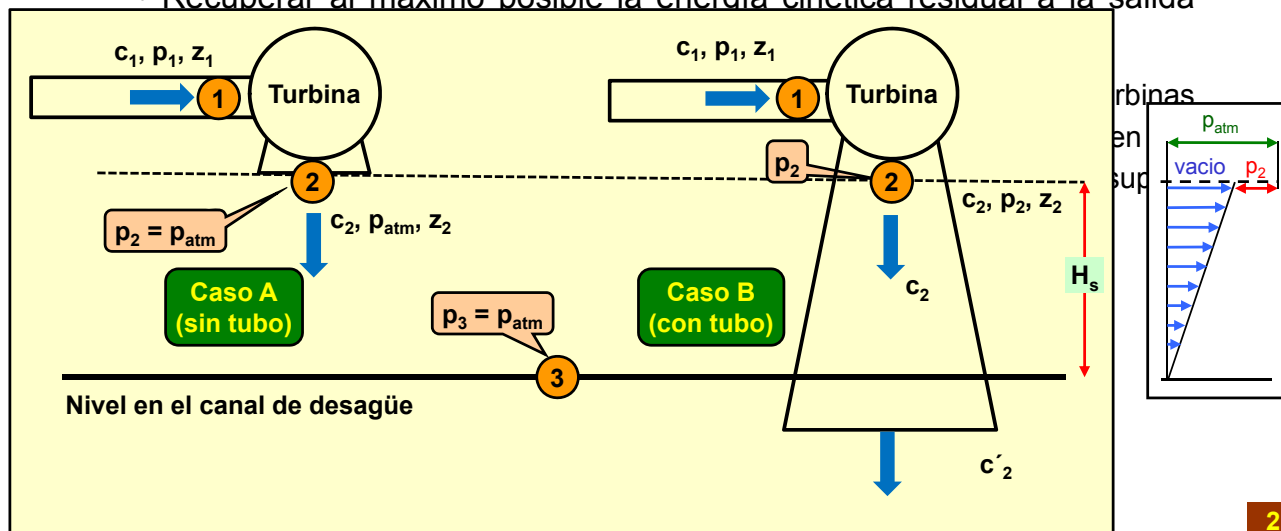 Recuperar al máximo posible la energía cinética residual a la salida
c1, p1, z1
1
Turbina
2
p2 = patm
c2, patm, z2
Caso A
(sin tubo)
p3 = patm
3
Nivel en el canal de desagüe
c1, p1, z1
1
Turbina
p2
2
c2, p2, z2
c2
Caso B
(con tubo)
Hs
c´2
en
patm
vacio
p2
2